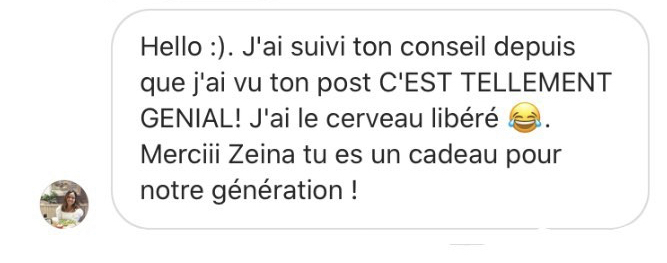 Hello :). J'ai suivi ton conseil depuis
que j'ai vu ton post C'EST TELLEMENT
GENIAL! J'ai le cerveau libéré 😂.
Merciii Zeina tu es un cadeau pour
notre génération !